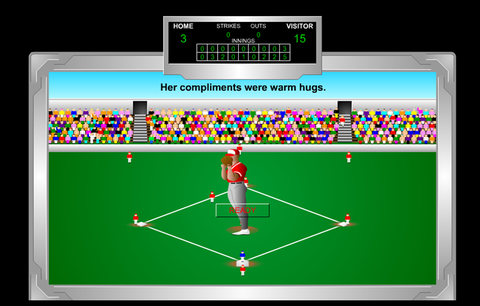 HOME STRIKES OUTS VISITOR
3 0 0 15
INNINGS
Her compliments were warm hugs.